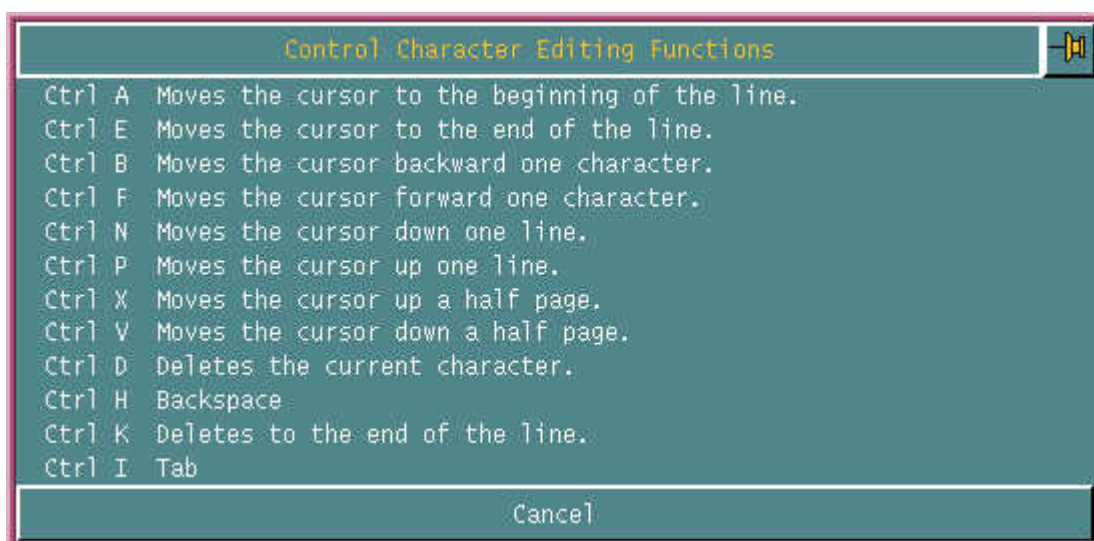 Control Character Editing Functions
Ctrl A Moves the cursor to the beginning of the line.
Ctrl E Moves the cursor to the end of the line.
Ctrl B Moves the cursor backward one character.
Ctrl F Moves the cursor forward one character.
Ctrl N Moves the cursor down one line.
Ctrl P Moves the cursor up one line.
Ctrl X Moves the cursor up a half page.
Ctrl V Moves the cursor down a half page.
Ctrl D Deletes the current character.
Ctrl H Backspace
Ctrl K Deletes to the end of the line.
Ctrl I Tab
Cancel